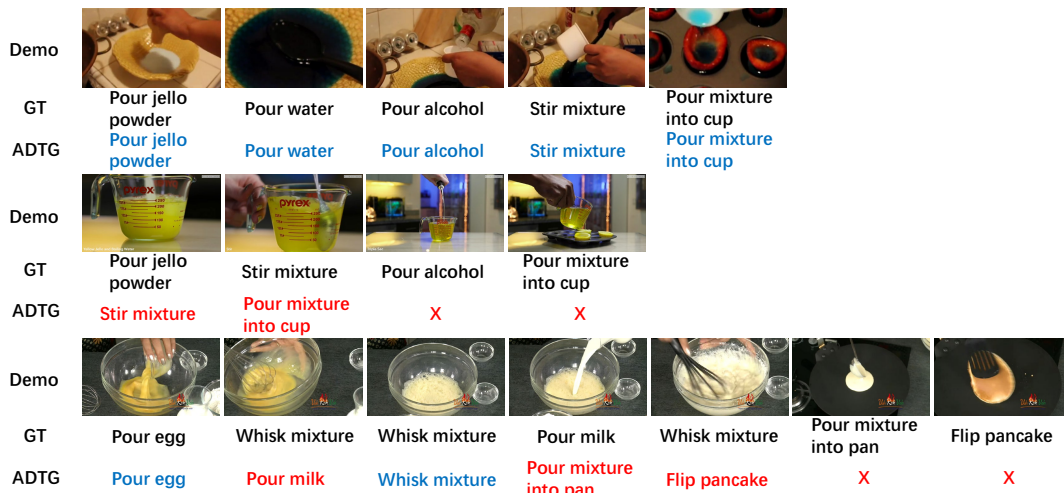 Demo
GT
Pour jello
powder
Pour water
Pour alcohol
Stir mixture
Pour mixture
into cup
ADTG
Pour jello
powder
Pour water
Pour alcohol
Stir mixture
Pour mixture
into cup
Demo
PYREX
PYREX
GT
Pour jello
powder
Stir mixture
Pour alcohol
Pour mixture
into cup
ADTG
Stir mixture
Pour mixture
into cup
X
X
Demo
GT
Pour egg
Whisk mixture
Whisk mixture
Pour milk
Whisk mixture
Pour mixture
into pan
Flip pancake
ADTG
Pour egg
Pour milk
Whisk mixture
Pour mixture
into pan
Flip pancake
X
X